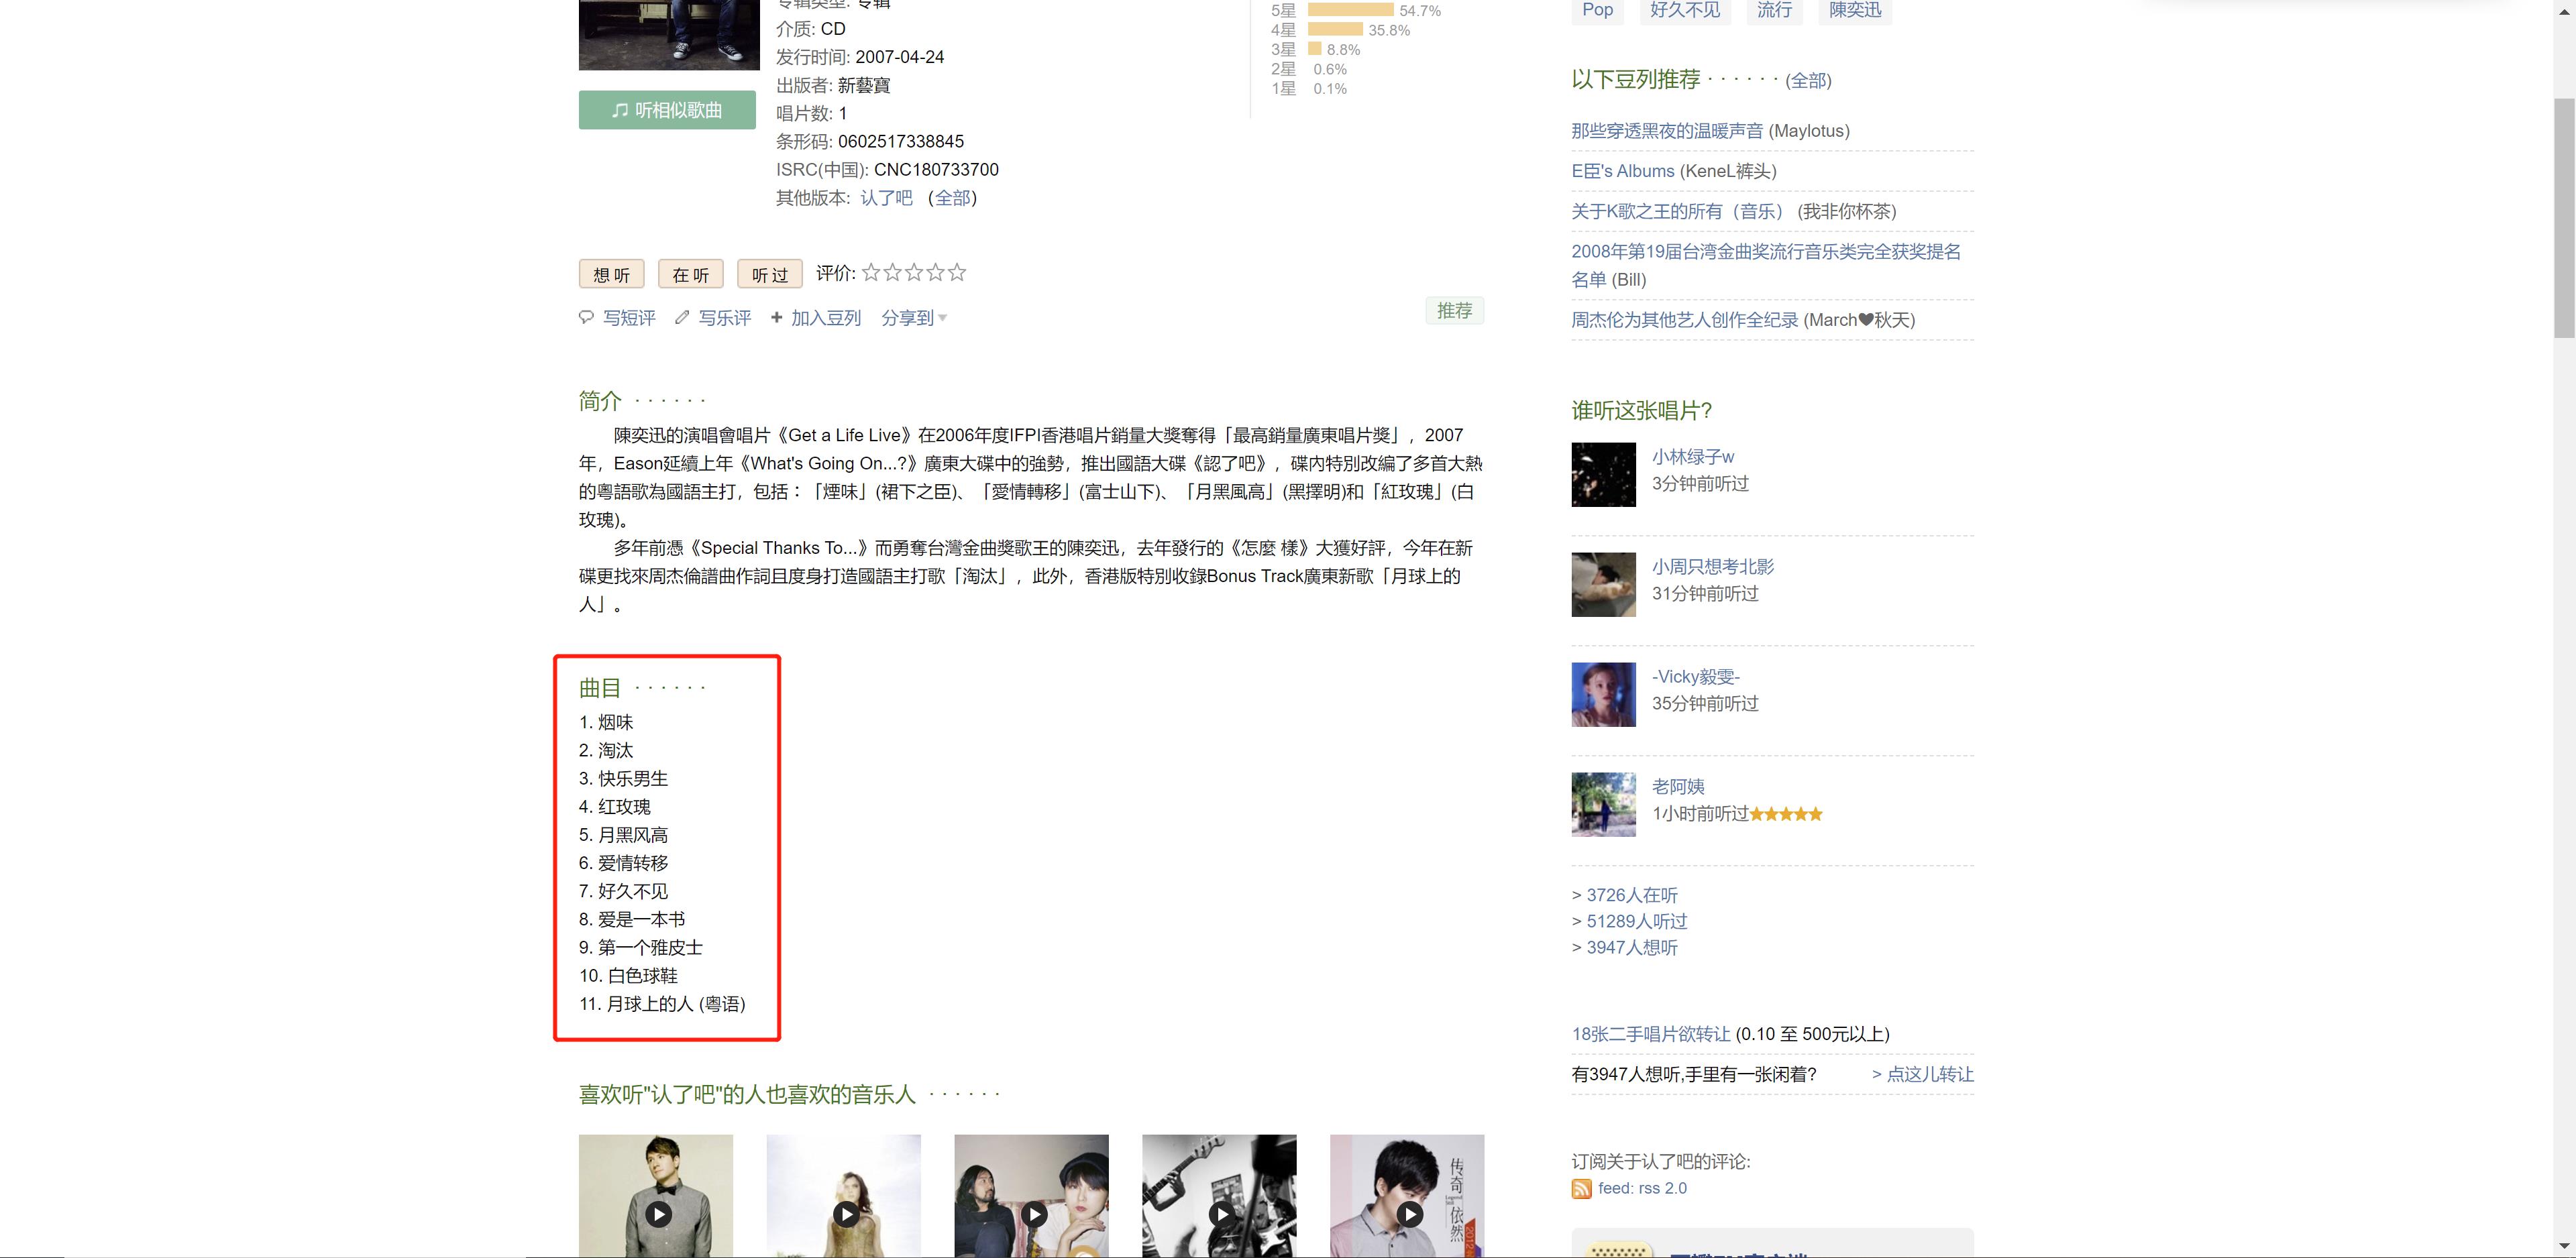 专辑类型: 专辑
介质: CD
发行时间: 2007-04-24
出版者: 新藝寶
唱片数: 1
条形码: 0602517338845
ISRC(中国): CNC180733700
其他版本: 认了吧 (全部)
听相似歌曲
5星 54.7%
4星 35.8%
3星 8.8%
2星 0.6%
1星 0.1%
想听 在听 听过 评价:
写短评 写乐评 + 加入豆列 分享到
推荐
简介 · · · · · ·
陳奕迅的演唱會唱片《Get a Life Live》在2006年度IFPI香港唱片銷量大獎奪得「最高銷量廣東唱片獎」，2007
年，Eason延續上年《What's Going On...?》廣東大碟中的強勢，推出國語大碟《認了吧》，碟內特別改編了多首大熱
的粵語歌為國語主打，包括：「煙味」(裙下之臣)、「愛情轉移」(富士山下)、「月黑風高」(黑擇明)和「紅玫瑰」(白
玫瑰)。
多年前憑《Special Thanks To...》而勇奪台灣金曲獎歌王的陳奕迅，去年發行的《怎麼 樣》大獲好評，今年在新
碟更找來周杰倫譜曲作詞且度身打造國語主打歌「淘汰」，此外，香港版特別收錄Bonus Track廣東新歌「月球上的
人」。
曲目 · · · · · ·
1. 烟味
2. 淘汰
3. 快乐男生
4. 红玫瑰
5. 月黑风高
6. 爱情转移
7. 好久不见
8. 爱是一本书
9. 第一个雅皮士
10. 白色球鞋
11. 月球上的人 (粤语)
喜欢听"认了吧"的人也喜欢的音乐人 · · · · · ·
传奇
依然
Pop 好久不见 流行 陳奕迅
以下豆列推荐 · · · · · · (全部)
那些穿透黑夜的温暖声音 (Maylotus)
E臣's Albums (KeneL裤头)
关于K歌之王的所有（音乐） (我非你杯茶)
2008年第19届台湾金曲奖流行音乐类完全获奖提名
名单 (Bill)
周杰伦为其他艺人创作全纪录 (March❤秋天)
谁听这张唱片?
小林绿子w
3分钟前听过
小周只想考北影
31分钟前听过
-Vicky毅雯-
35分钟前听过
老阿姨
1小时前听过★★★★★
> 3726人在听
> 51289人听过
> 3947人想听
18张二手唱片欲转让 (0.10 至 500元以上)
有3947人想听,手里有一张闲着? > 点这儿转让
订阅关于认了吧的评论:
feed: rss 2.0